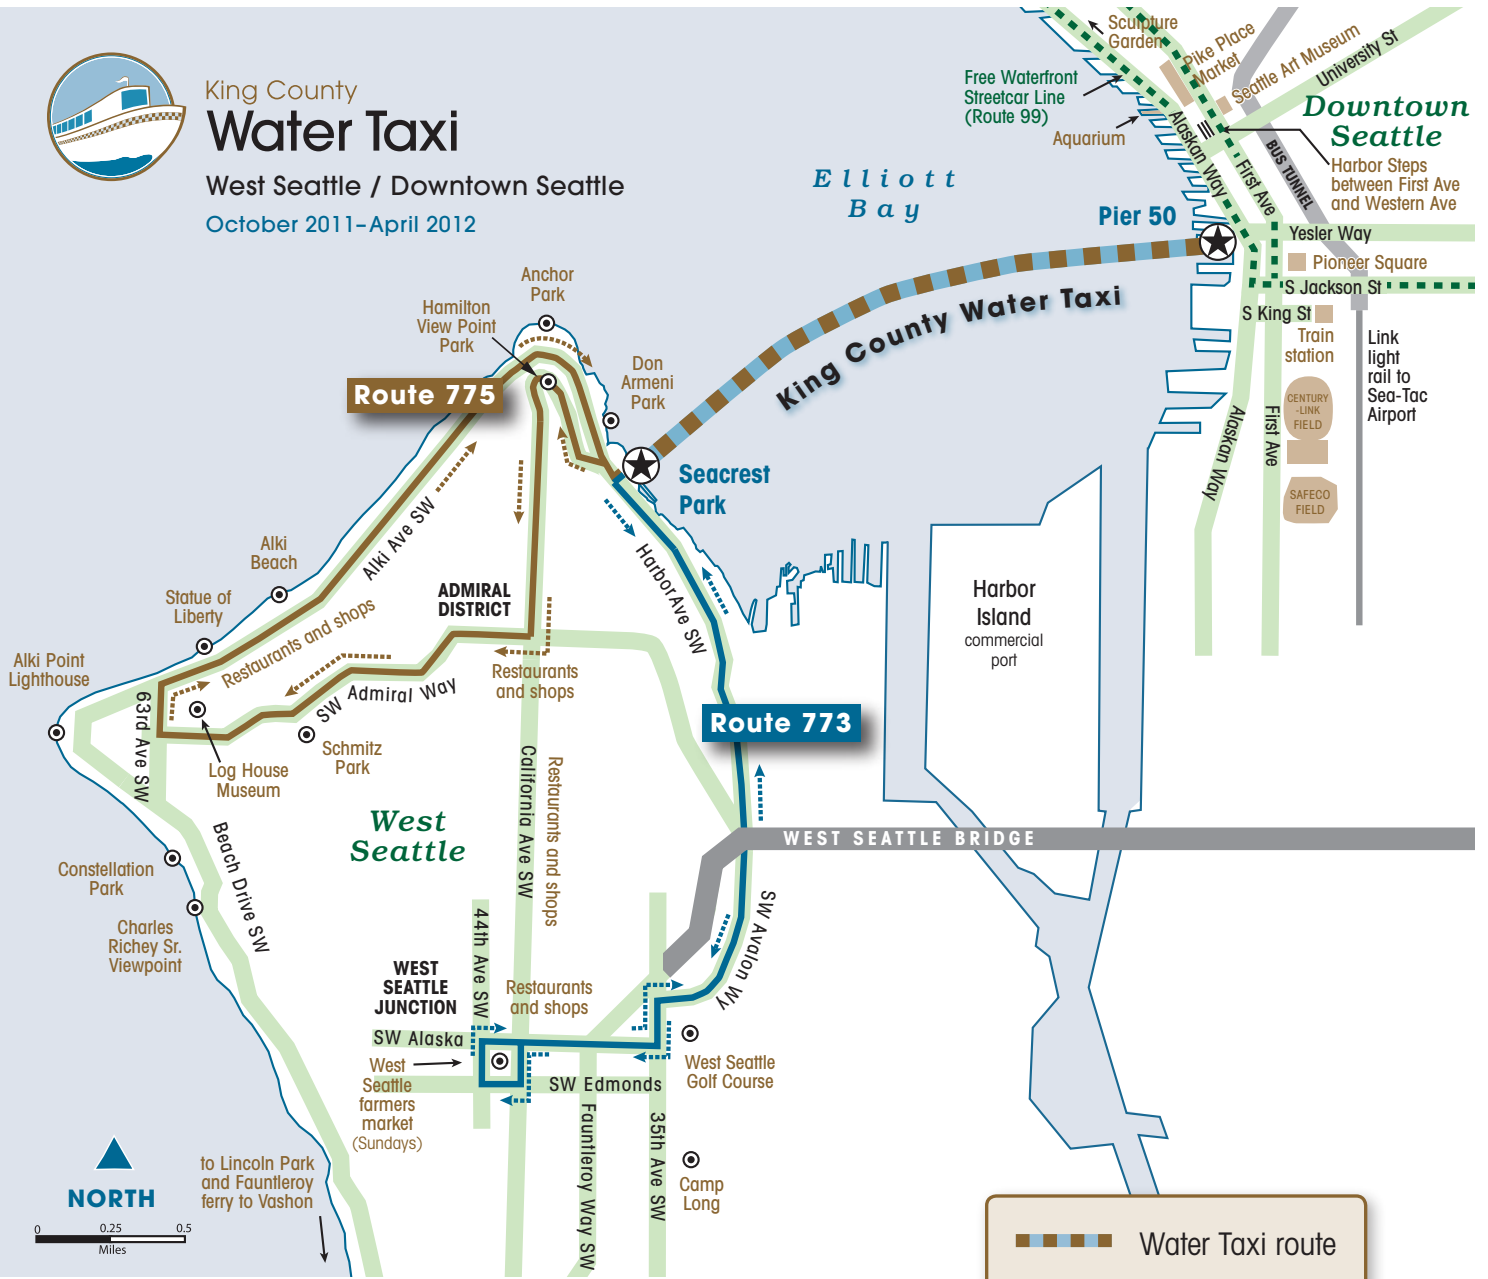 King County
Water Taxi
West Seattle / Downtown Seattle
October 2011–April 2012
Sculpture
Garden
Pike Place
Market
Seattle Art Museum
University St
Free Waterfront
Streetcar Line
(Route 99)
Aquarium
Downtown
Seattle
Alaskan Way
First Ave
BUS TUNNEL
Harbor Steps
between First Ave
and Western Ave
Elliott
Bay
Pier 50
Yesler Way
Pioneer Square
S Jackson St
S King St
Train
station
Link
light
rail to
Sea-Tac
Airport
CENTURY
-LINK
FIELD
SAFECO
FIELD
Alaskan Way
First Ave
King County Water Taxi
Anchor
Park
Hamilton
View Point
Park
Don
Armeni
Park
Route 775
Seacrest
Park
Alki Ave SW
Harbor Ave SW
Alki
Beach
Statue of
Liberty
Restaurants and shops
ADMIRAL
DISTRICT
Restaurants
and shops
Alki Point
Lighthouse
63rd Ave SW
SW Admiral Way
Schmitz
Park
Log House
Museum
Harbor
Island
commercial
port
Route 773
California Ave SW
Restaurants and shops
West
Seattle
WEST SEATTLE BRIDGE
Beach Drive SW
Constellation
Park
Charles
Richey Sr.
Viewpoint
SW Avalon Wy
44th Ave SW
WEST
SEATTLE
JUNCTION
Restaurants
and shops
SW Alaska
West
Seattle
farmers
market
(Sundays)
SW Edmonds
West Seattle
Golf Course
Fauntleroy Way SW
35th Ave SW
Camp
Long
to Lincoln Park
and Fauntleroy
ferry to Vashon
NORTH
0 0.25 0.5
Miles
Water Taxi route